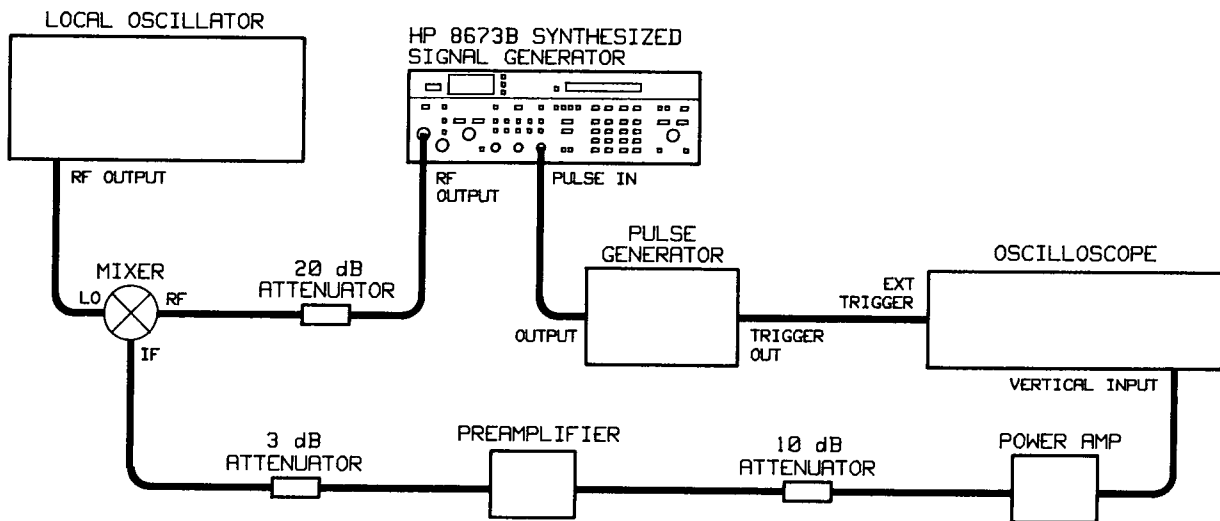 LOCAL OSCILLATOR
HP 8673B SYNTHESIZED
SIGNAL GENERATOR
RF OUTPUT
RF
OUTPUT
PULSE IN
PULSE
GENERATOR
OSCILLOSCOPE
MIXER
20 dB
ATTENUATOR
LO
RF
EXT
TRIGGER
OUTPUT
TRIGGER
OUT
IF
VERTICAL INPUT
3 dB
ATTENUATOR
PREAMPLIFIER
10 dB
ATTENUATOR
POWER AMP